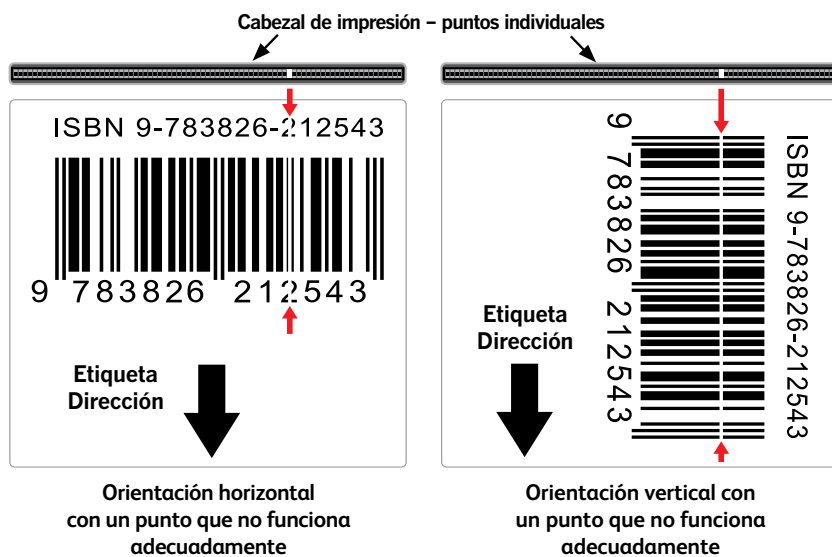 Cabezal de impresión – puntos individuales
ISBN 9-783826-212543
9 783826 212543
Etiqueta
Dirección
Orientación horizontal
con un punto que no funciona
adecuadamente
9 783826 212543
ISBN 9-783826-212543
Etiqueta
Dirección
Orientación vertical con
un punto que no funciona
adecuadamente